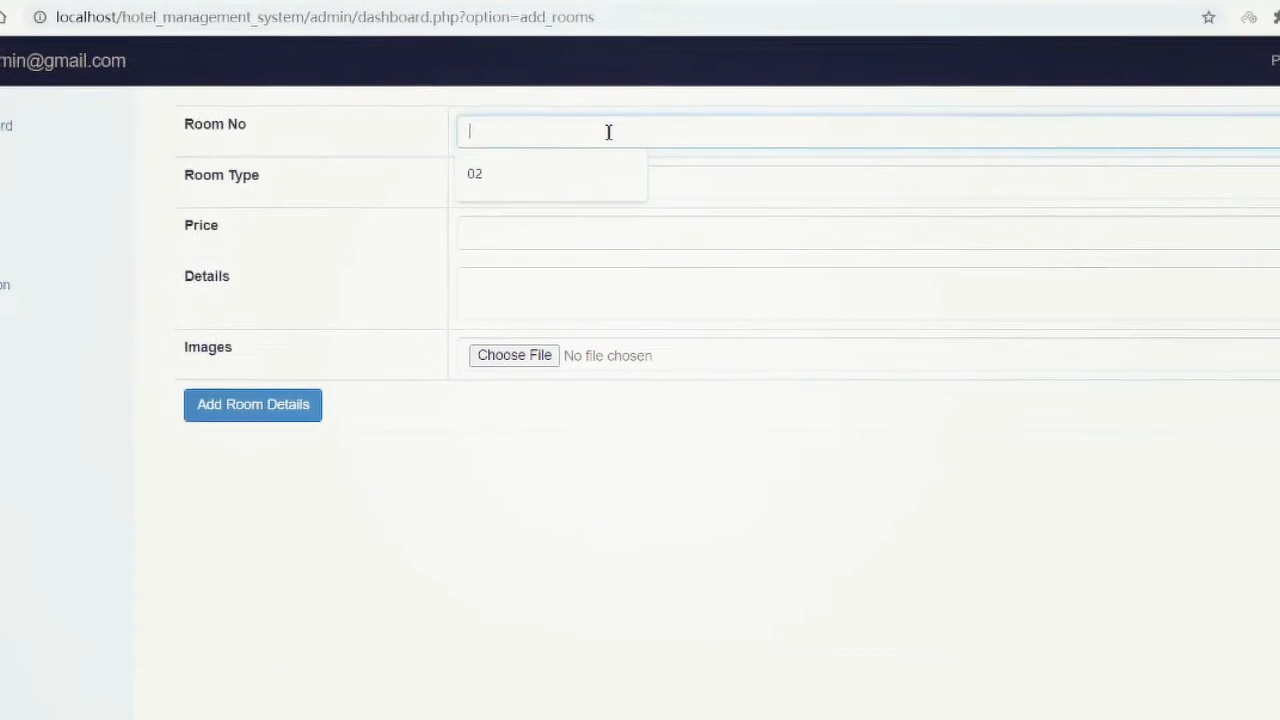 localhost/hotel_management_system/admin/dashboard.php?option=add_rooms
min@gmail.com
P
rd
Room No
02
Room Type
Price
Details
on
Images
Choose File No file chosen
Add Room Details